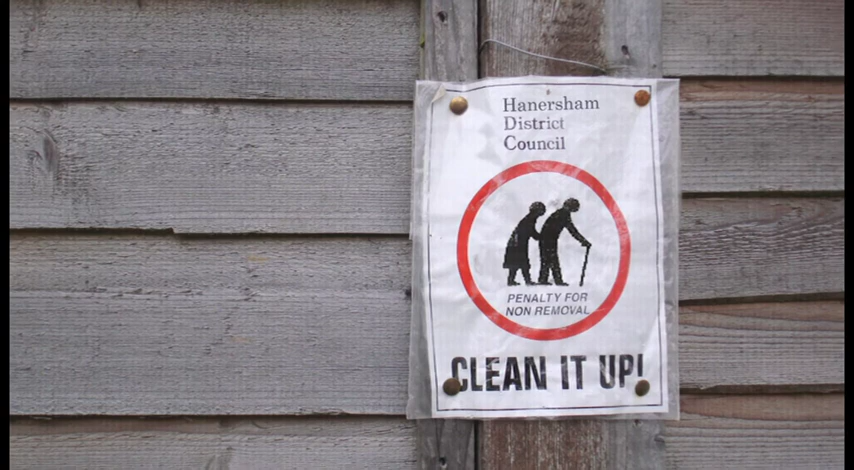 Hanersham
District
Council
PENALTY FOR
NON REMOVAL
CLEAN IT UP!